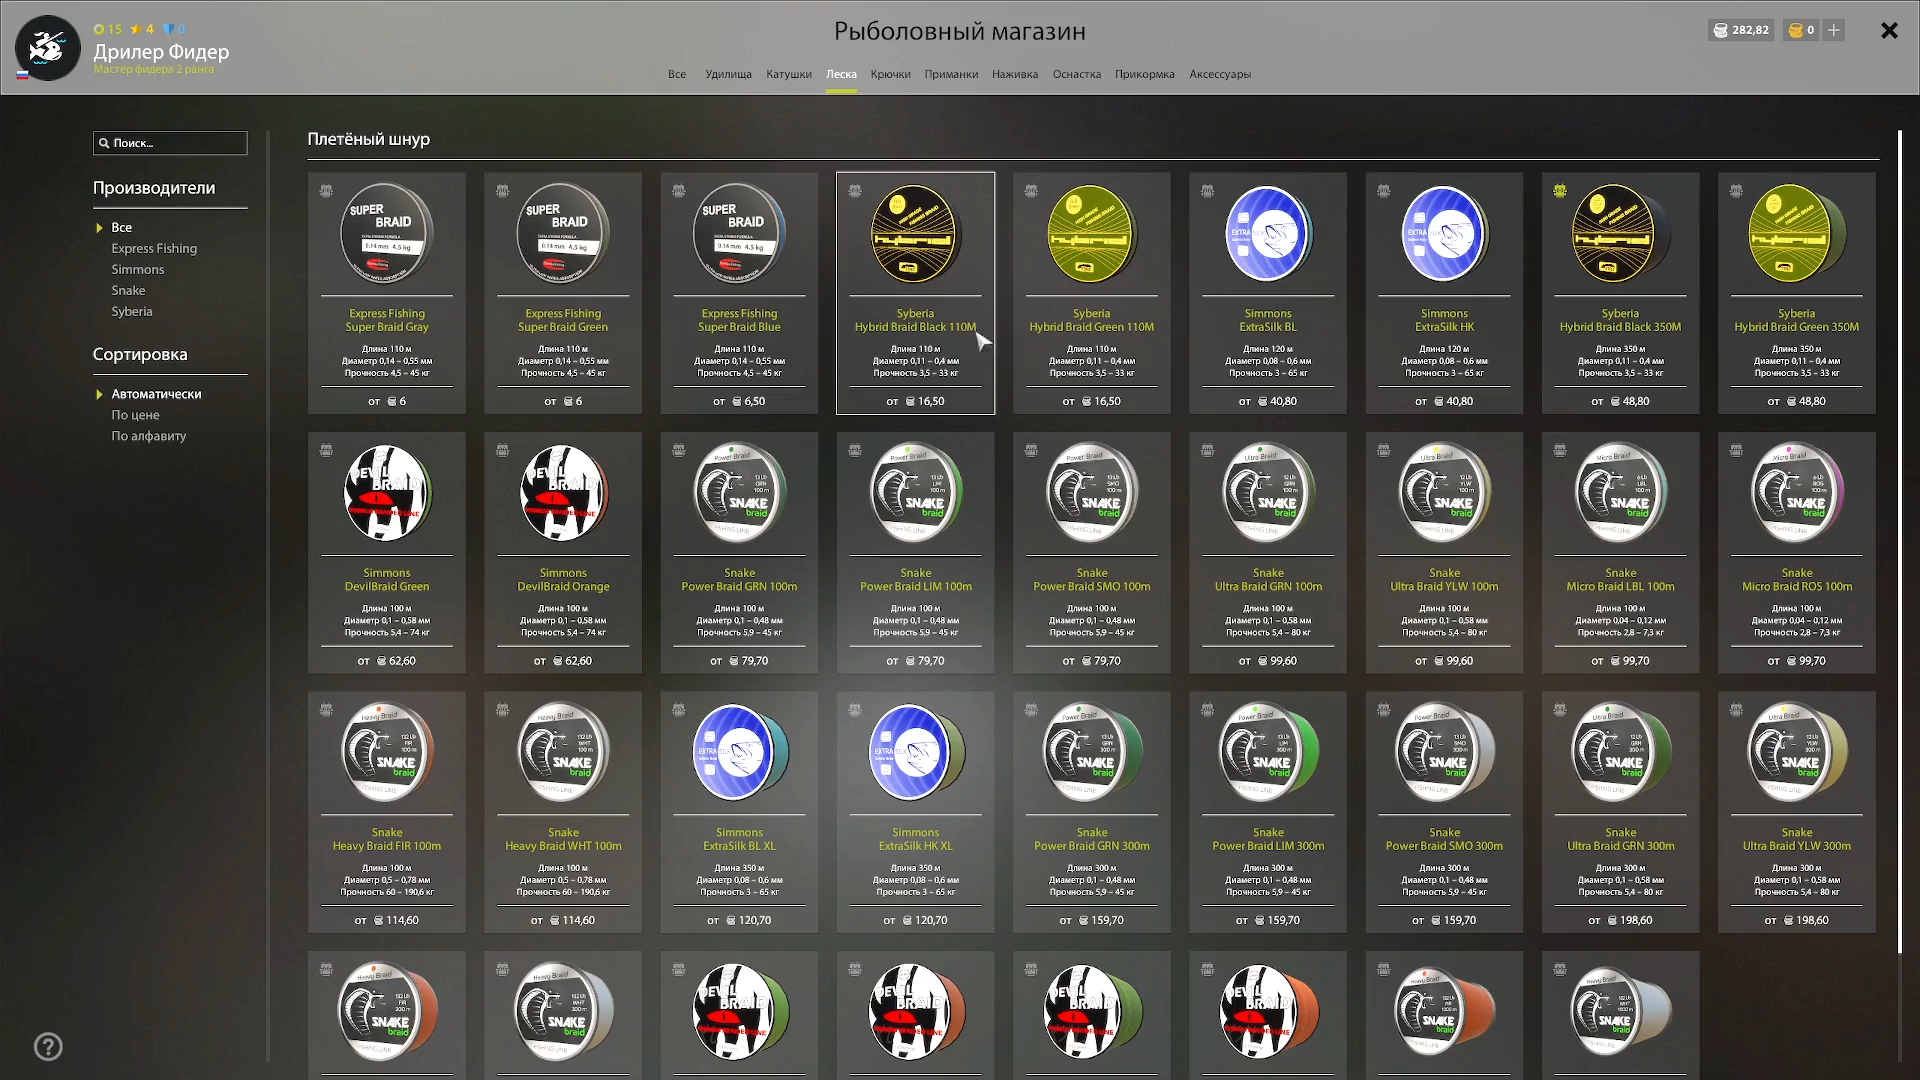 15 4 0
Дрилер Фидер
Мастер фидера 2 ранга
Рыболовный магазин
282,82 0
Все Удилища Катушки Леска Крючки Приманки Наживка Оснастка Прикормка Аксессуары
Поиск...
Производители
Все
Express Fishing
Simmons
Snake
Syberia
Сортировка
Автоматически
По цене
По алфавиту
Плетёный шнур
Express Fishing
Super Braid Gray
Длина 110 м
Диаметр 0,14 – 0,55 мм
Прочность 4,5 – 45 кг
от 6
Express Fishing
Super Braid Green
Длина 110 м
Диаметр 0,14 – 0,55 мм
Прочность 4,5 – 45 кг
от 6
Express Fishing
Super Braid Blue
Длина 110 м
Диаметр 0,14 – 0,55 мм
Прочность 4,5 – 45 кг
от 6,50
Syberia
Hybrid Braid Black 110M
Длина 110 м
Диаметр 0,11 – 0,4 мм
Прочность 3,5 – 33 кг
от 16,50
Syberia
Hybrid Braid Green 110M
Длина 110 м
Диаметр 0,11 – 0,4 мм
Прочность 3,5 – 33 кг
от 16,50
Simmons
ExtraSilk BL
Длина 120 м
Диаметр 0,08 – 0,6 мм
Прочность 3 – 65 кг
от 40,80
Simmons
ExtraSilk HK
Длина 120 м
Диаметр 0,08 – 0,6 мм
Прочность 3 – 65 кг
от 40,80
Syberia
Hybrid Braid Black 350M
Длина 350 м
Диаметр 0,11 – 0,4 мм
Прочность 3,5 – 33 кг
от 48,80
Syberia
Hybrid Braid Green 350M
Длина 350 м
Диаметр 0,11 – 0,4 мм
Прочность 3,5 – 33 кг
от 48,80
Simmons
DevilBraid Green
Длина 100 м
Диаметр 0,1 – 0,58 мм
Прочность 5,4 – 74 кг
от 62,60
Simmons
DevilBraid Orange
Длина 100 м
Диаметр 0,1 – 0,58 мм
Прочность 5,4 – 74 кг
от 62,60
Snake
Power Braid GRN 100m
Длина 100 м
Диаметр 0,1 – 0,48 мм
Прочность 5,9 – 45 кг
от 79,70
Snake
Power Braid LIM 100m
Длина 100 м
Диаметр 0,1 – 0,48 мм
Прочность 5,9 – 45 кг
от 79,70
Snake
Power Braid SMO 100m
Длина 100 м
Диаметр 0,1 – 0,48 мм
Прочность 5,9 – 45 кг
от 79,70
Snake
Ultra Braid GRN 100m
Длина 100 м
Диаметр 0,1 – 0,58 мм
Прочность 5,4 – 80 кг
от 99,60
Snake
Ultra Braid YLW 100m
Длина 100 м
Диаметр 0,1 – 0,58 мм
Прочность 5,4 – 80 кг
от 99,60
Snake
Micro Braid LBL 100m
Длина 100 м
Диаметр 0,04 – 0,12 мм
Прочность 2,8 – 7,3 кг
от 99,70
Snake
Micro Braid ROS 100m
Длина 100 м
Диаметр 0,04 – 0,12 мм
Прочность 2,8 – 7,3 кг
от 99,70
Snake
Heavy Braid FIR 100m
Длина 100 м
Диаметр 0,5 – 0,78 мм
Прочность 60 – 190,6 кг
от 114,60
Snake
Heavy Braid WHT 100m
Длина 100 м
Диаметр 0,5 – 0,78 мм
Прочность 60 – 190,6 кг
от 114,60
Simmons
ExtraSilk BL XL
Длина 350 м
Диаметр 0,08 – 0,6 мм
Прочность 3 – 65 кг
от 120,70
Simmons
ExtraSilk HK XL
Длина 350 м
Диаметр 0,08 – 0,6 мм
Прочность 3 – 65 кг
от 120,70
Snake
Power Braid GRN 300m
Длина 300 м
Диаметр 0,1 – 0,48 мм
Прочность 5,9 – 45 кг
от 159,70
Snake
Power Braid LIM 300m
Длина 300 м
Диаметр 0,1 – 0,48 мм
Прочность 5,9 – 45 кг
от 159,70
Snake
Power Braid SMO 300m
Длина 300 м
Диаметр 0,1 – 0,48 мм
Прочность 5,9 – 45 кг
от 159,70
Snake
Ultra Braid GRN 300m
Длина 300 м
Диаметр 0,1 – 0,58 мм
Прочность 5,4 – 80 кг
от 198,60
Snake
Ultra Braid YLW 300m
Длина 300 м
Диаметр 0,1 – 0,58 мм
Прочность 5,4 – 80 кг
от 198,60